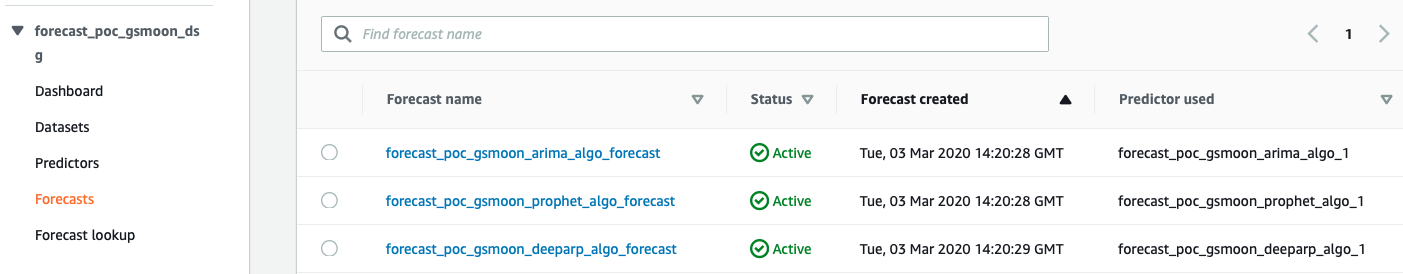 forecast_poc_gsmoon_ds
g
Dashboard
Datasets
Predictors
Forecasts
Forecast lookup
Find forecast name
1
Forecast name Status Forecast created Predictor used
forecast_poc_gsmoon_arima_algo_forecast Active Tue, 03 Mar 2020 14:20:28 GMT forecast_poc_gsmoon_arima_algo_1
forecast_poc_gsmoon_prophet_algo_forecast Active Tue, 03 Mar 2020 14:20:28 GMT forecast_poc_gsmoon_prophet_algo_1
forecast_poc_gsmoon_deeparp_algo_forecast Active Tue, 03 Mar 2020 14:20:29 GMT forecast_poc_gsmoon_deeparp_algo_1